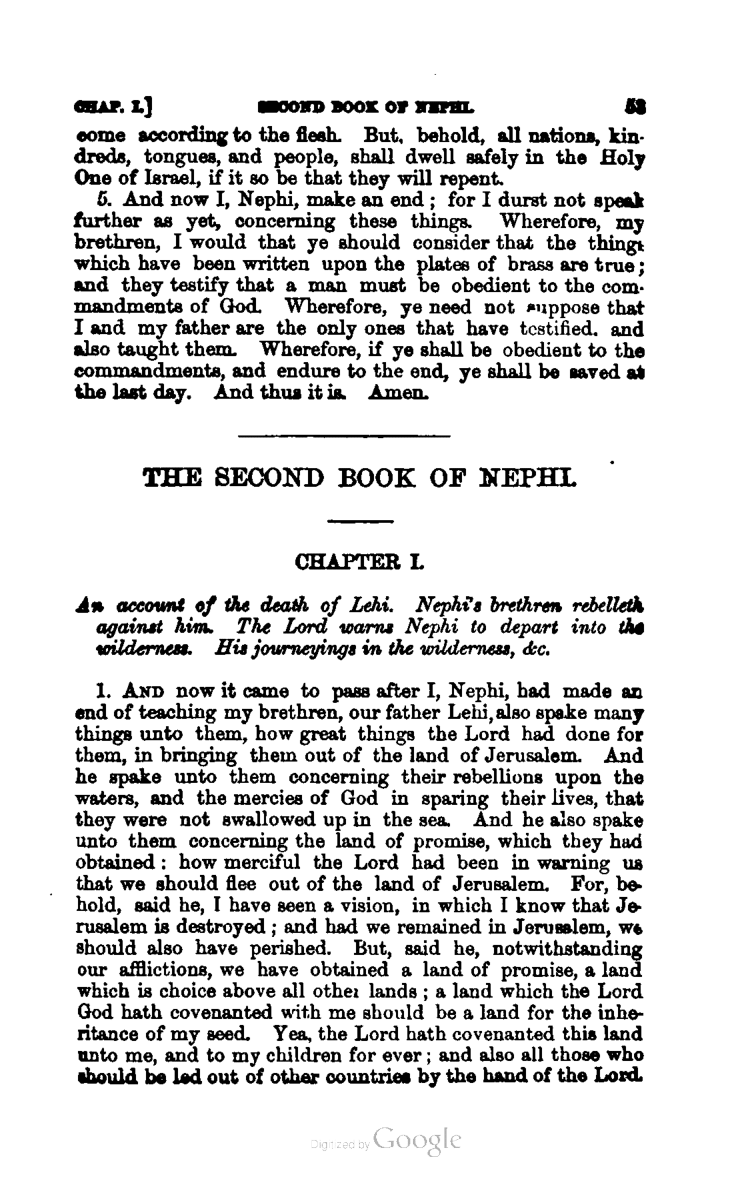 CHAP. I.] SECOND BOOK OF NEPHI. 53
come according to the flesh. But, behold, all nations, kin-
dreds, tongues, and people, shall dwell safely in the Holy
One of Israel, if it so be that they will repent.
5. And now I, Nephi, make an end; for I durst not speak
further as yet, concerning these things. Wherefore, my
brethren, I would that ye should consider that the things
which have been written upon the plates of brass are true;
and they testify that a man must be obedient to the com-
mandments of God. Wherefore, ye need not suppose that
I and my father are the only ones that have testified. and
also taught them. Wherefore, if ye shall be obedient to the
commandments, and endure to the end, ye shall be saved at
the last day. And thus it is. Amen.
THE SECOND BOOK OF NEPHI.
CHAPTER I.
An account of the death of Lehi. Nephi's brethren rebelleth
against him. The Lord warns Nephi to depart into the
wilderness. His journeyings in the wilderness, &c.
1. AND now it came to pass after I, Nephi, had made an
end of teaching my brethren, our father Lehi, also spake many
things unto them, how great things the Lord had done for
them, in bringing them out of the land of Jerusalem. And
he spake unto them concerning their rebellions upon the
waters, and the mercies of God in sparing their lives, that
they were not swallowed up in the sea. And he also spake
unto them concerning the land of promise, which they had
obtained: how merciful the Lord had been in warning us
that we should flee out of the land of Jerusalem. For, be-
hold, said he, I have seen a vision, in which I know that Je-
rusalem is destroyed; and had we remained in Jerusalem, we
should also have perished. But, said he, notwithstanding
our afflictions, we have obtained a land of promise, a land
which is choice above all other lands; a land which the Lord
God hath covenanted with me should be a land for the inhe-
ritance of my seed. Yea, the Lord hath covenanted this land
unto me, and to my children for ever; and also all those who
should be led out of other countries by the hand of the Lord.
Digitized by Google